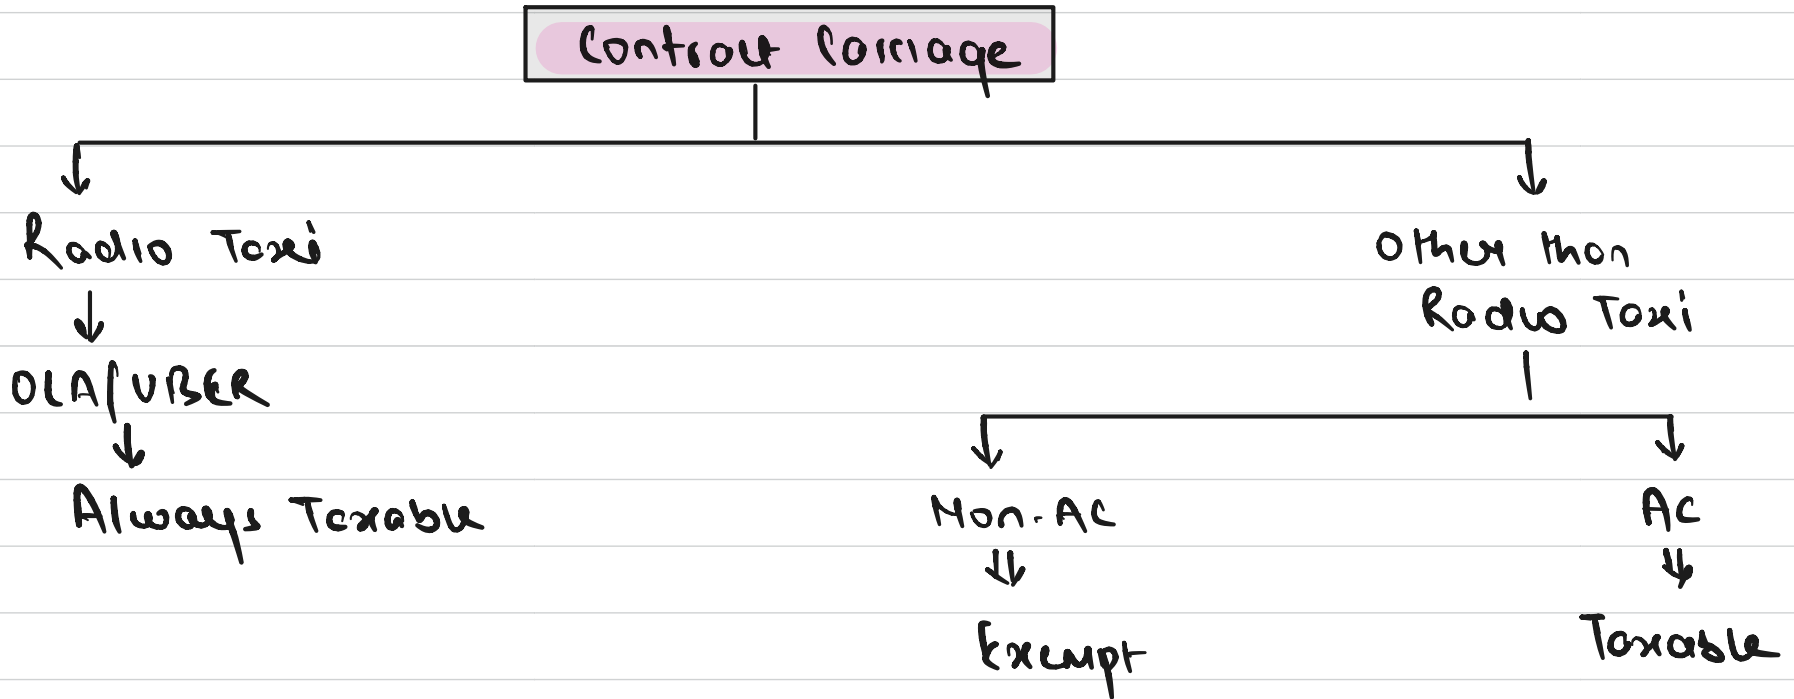 Contract Carriage
Radio Taxi
Other than
Radio Taxi
OLA/UBER
Always Taxable
Non-AC
AC
Exempt
Taxable